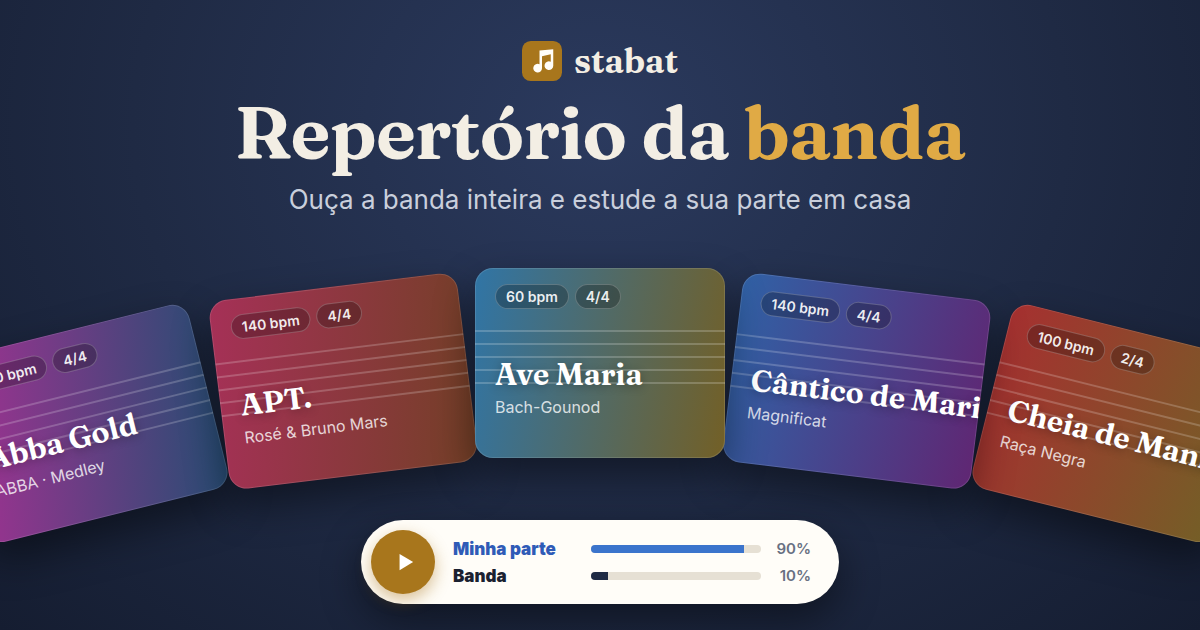 stabat
Repertório da banda
Ouça a banda inteira e estude a sua parte em casa
bpm 4/4
Abba Gold
ABBA · Medley
140 bpm 4/4
APT.
Rosé & Bruno Mars
60 bpm 4/4
Ave Maria
Bach-Gounod
140 bpm 4/4
Cântico de Mari
Magnificat
100 bpm 2/4
Cheia de Man
Raça Negra
Minha parte 90%
Banda 10%